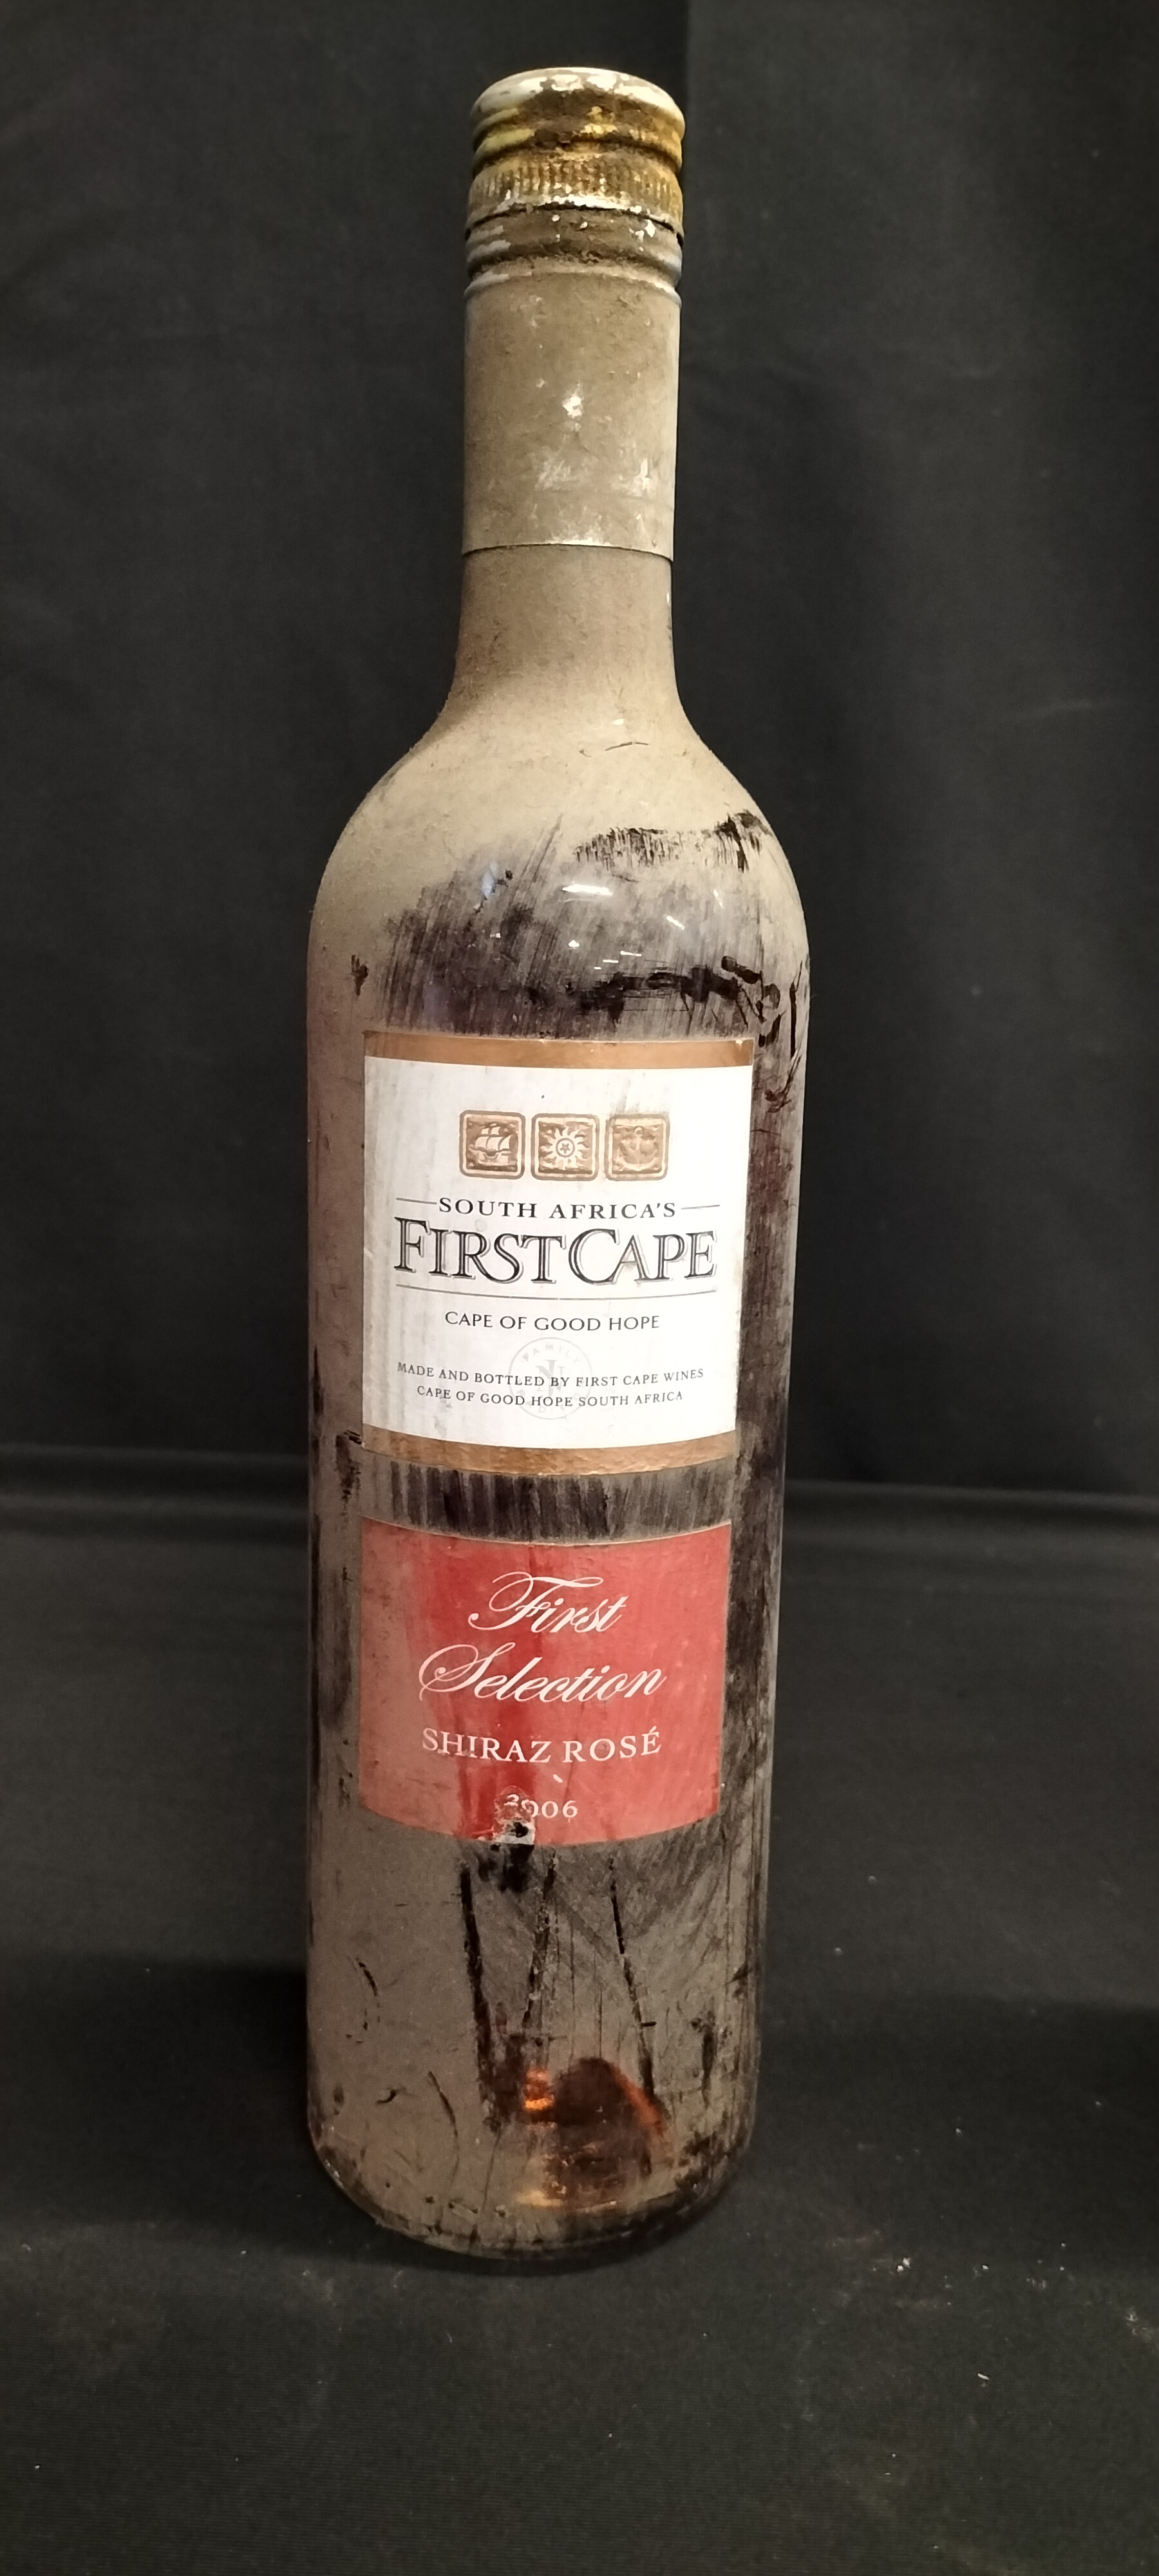 SOUTH AFRICA'S
FIRST CAPE
CAPE OF GOOD HOPE
MADE AND BOTTLED BY FIRST CAPE WINES
CAPE OF GOOD HOPE SOUTH AFRICA
First
Selection
SHIRAZ ROSÉ
2006